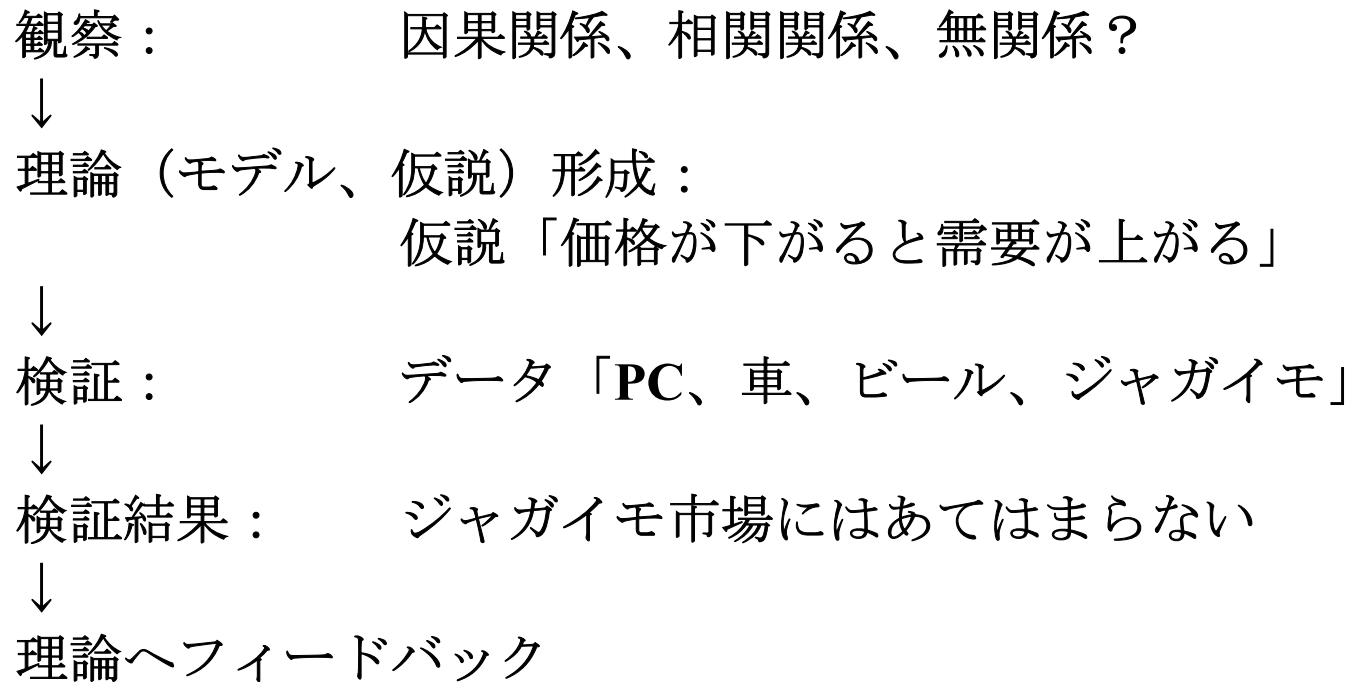 観察： 因果関係、相関関係、無関係？
↓
理論（モデル、仮説）形成：
仮説「価格が下がると需要が上がる」
↓
検証： データ「PC、車、ビール、ジャガイモ」
↓
検証結果： ジャガイモ市場にはあてはまらない
↓
理論へフィードバック